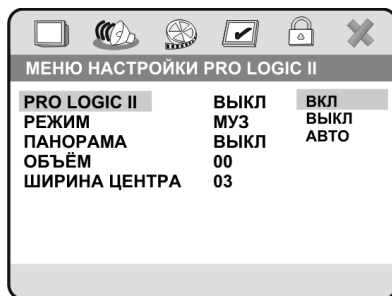 МЕНЮ НАСТРОЙКИ PRO LOGIC II
PRO LOGIC II ВЫКЛ ВКЛ
РЕЖИМ МУЗ ВЫКЛ
ПАНОРАМА ВЫКЛ АВТО
ОБЪЁМ 00
ШИРИНА ЦЕНТРА 03